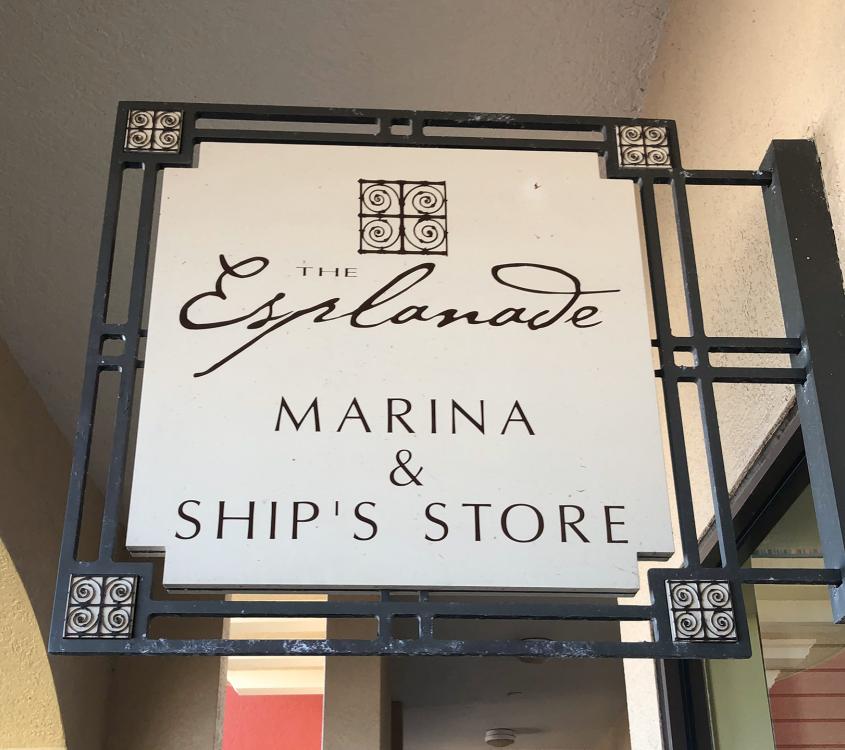 THE
Esplanade
MARINA
&
SHIP'S STORE